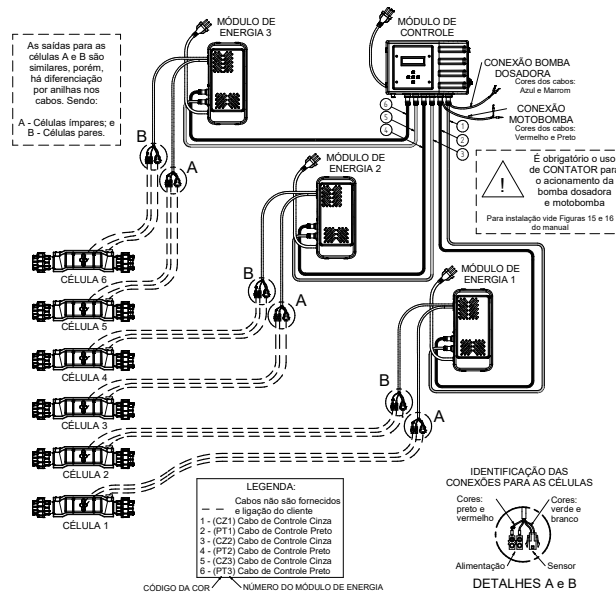 As saídas para as
células A e B são
similares, porém,
há diferenciação
por anilhas nos
cabos. Sendo:
A - Células ímpares; e
B - Células pares.
MÓDULO DE
ENERGIA 3
MÓDULO DE
CONTROLE
CONEXÃO BOMBA
DOSADORA
Cores dos cabos:
Azul e Marrom
CONEXÃO
MOTOBOMBA
Cores dos cabos:
Vermelho e Preto
6
5
4
1
2
3
!
É obrigatório o uso
de CONTATOR para
o acionamento da
bomba dosadora
e motobomba
Para instalação vide Figuras 15 e 16
do manual
B
A
MÓDULO DE
ENERGIA 2
B
A
MÓDULO DE
ENERGIA 1
B
A
CÉLULA 6
CÉLULA 5
CÉLULA 4
CÉLULA 3
CÉLULA 2
CÉLULA 1
LEGENDA:
Cabos não são fornecidos
e ligação do cliente
1 - (CZ1) Cabo de Controle Cinza
2 - (PT1) Cabo de Controle Preto
3 - (CZ2) Cabo de Controle Cinza
4 - (PT2) Cabo de Controle Preto
5 - (CZ3) Cabo de Controle Cinza
6 - (PT3) Cabo de Controle Preto
CÓDIGO DA COR
NÚMERO DO MÓDULO DE ENERGIA
IDENTIFICAÇÃO DAS
CONEXÕES PARA AS CÉLULAS
Cores:
preto e
vermelho
Cores:
verde e
branco
Alimentação
Sensor
DETALHES A e B